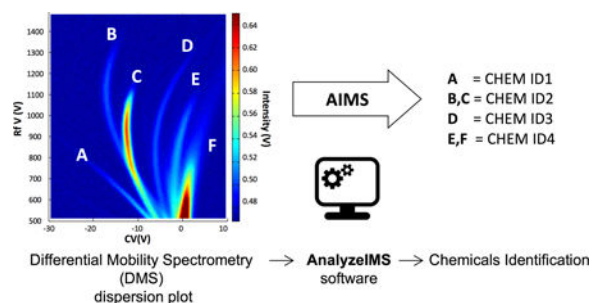 B
D
C
E
A
F
1400
1300
1200
1100
1000
900
800
700
600
500
Rf V (V)
-30
-20
-10
0
10
CV(V)
0.64
0.62
0.60
0.58
0.56
0.54
0.52
0.50
0.48
Intensity (V)
AIMS
A = CHEM ID1
B,C = CHEM ID2
D = CHEM ID3
E,F = CHEM ID4
Differential Mobility Spectrometry
(DMS)
dispersion plot
AnalyzeIMS
software
Chemicals Identification